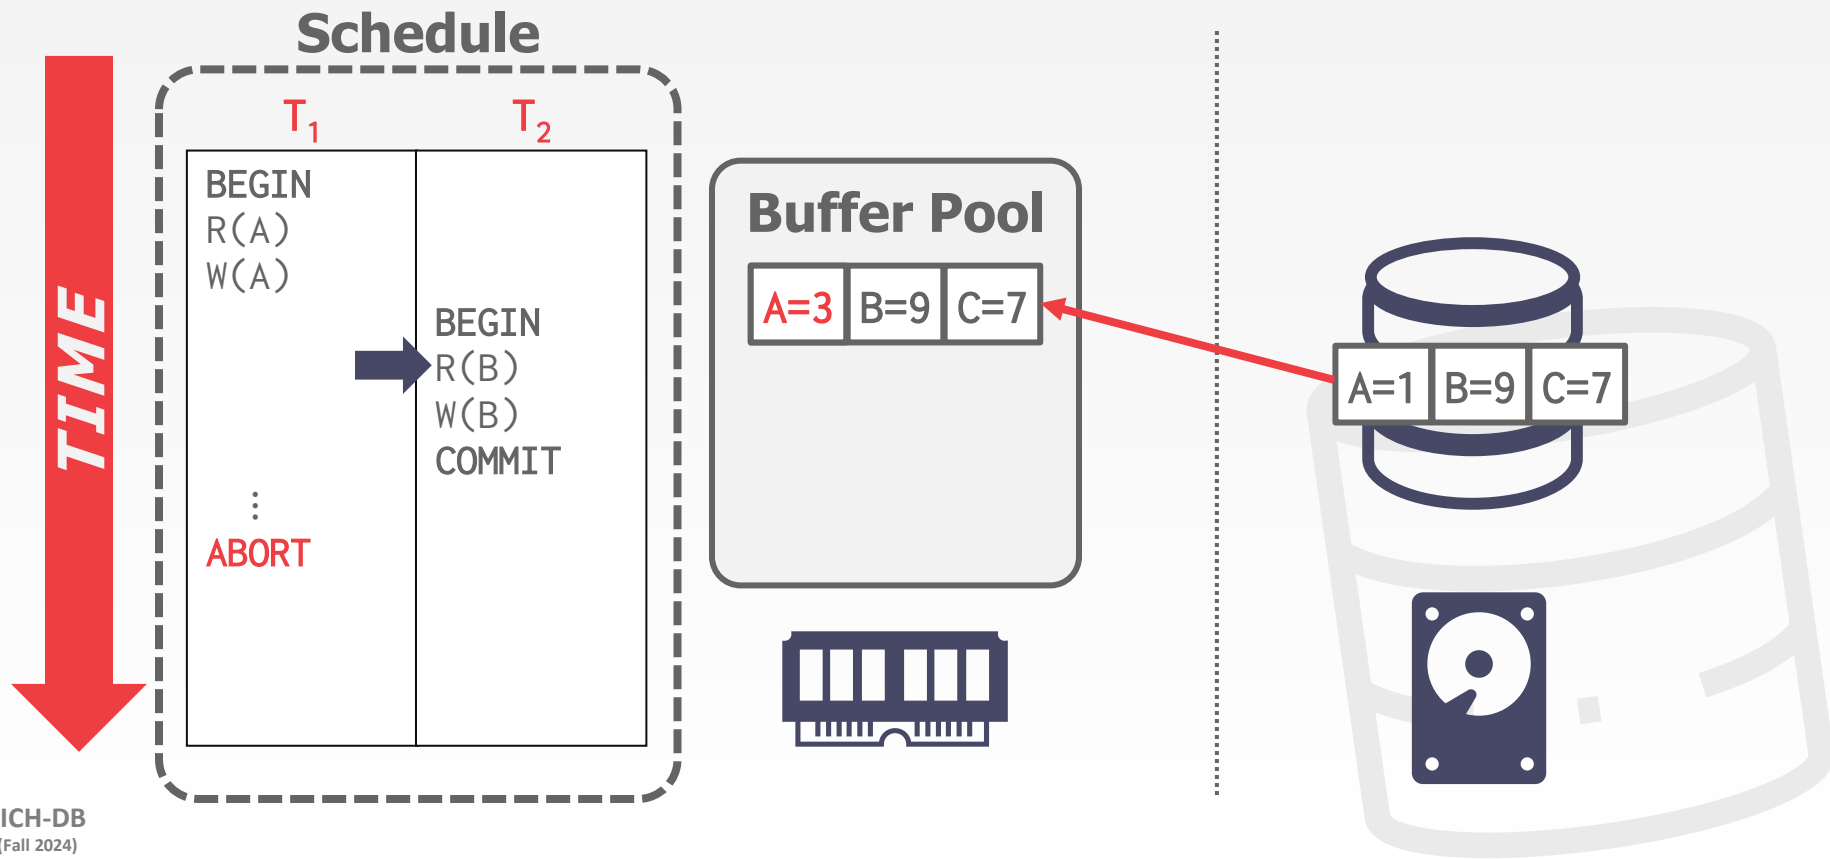 Schedule
T1
T2
BEGIN
R(A)
W(A)
⋮
ABORT
BEGIN
R(B)
W(B)
COMMIT
TIME
Buffer Pool
A=3 B=9 C=7
A=1 B=9 C=7
ICH-DB
(Fall 2024)